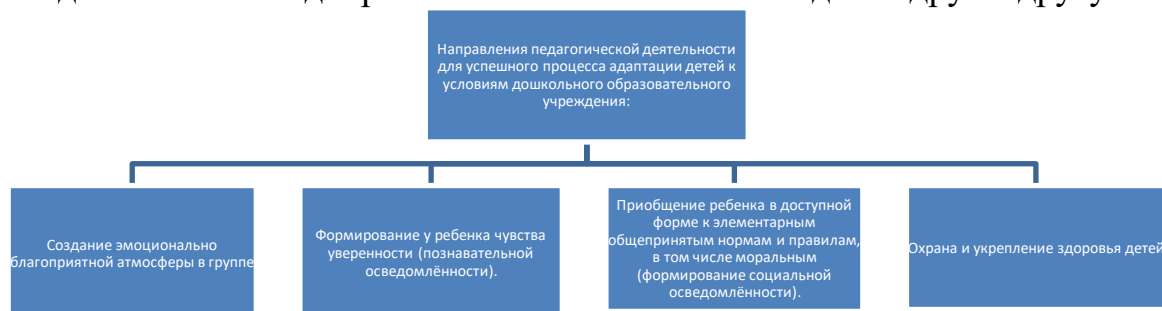 Направления педагогической деятельности
для успешного процесса адаптации детей к
условиям дошкольного образовательного
учреждения:
Создание эмоционально
благоприятной атмосферы в группе
Формирование у ребенка чувства
уверенности (познавательной
осведомлённости).
Приобщение ребенка в доступной
форме к элементарным
общепринятым нормам и правилам,
в том числе моральным
(формирование социальной
осведомлённости).
Охрана и укрепление здоровья детей